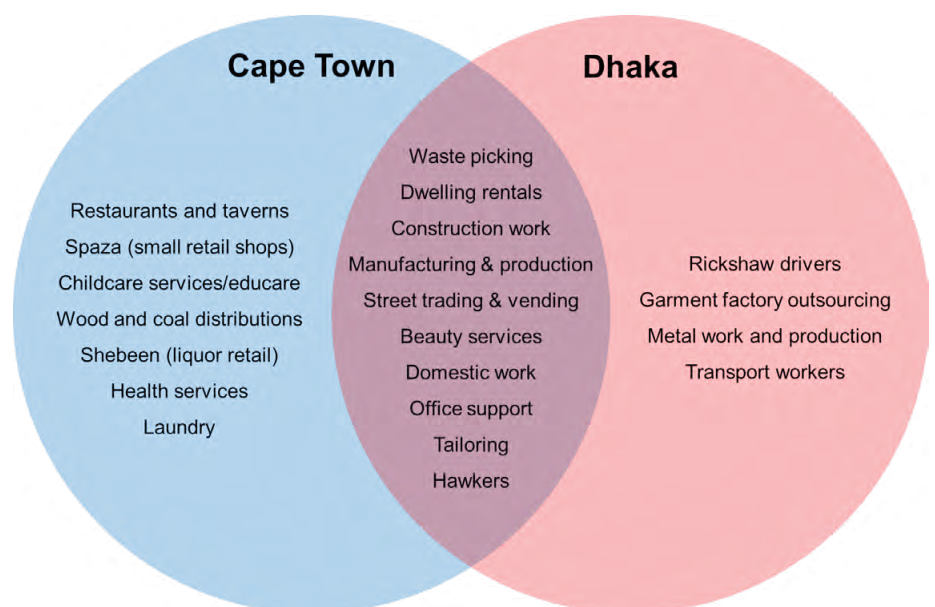 Cape Town
Restaurants and taverns
Spaza (small retail shops)
Childcare services/educare
Wood and coal distributions
Shebeen (liquor retail)
Health services
Laundry
Waste picking
Dwelling rentals
Construction work
Manufacturing & production
Street trading & vending
Beauty services
Domestic work
Office support
Tailoring
Hawkers
Dhaka
Rickshaw drivers
Garment factory outsourcing
Metal work and production
Transport workers